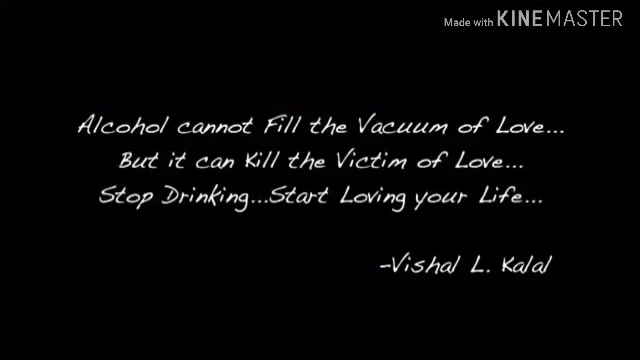 Made with KINEMASTER
Alcohol cannot Fill the Vacuum of Love...
But it can Kill the Victim of Love...
Stop Drinking...Start Loving your Life...
-Vishal L. Kalal